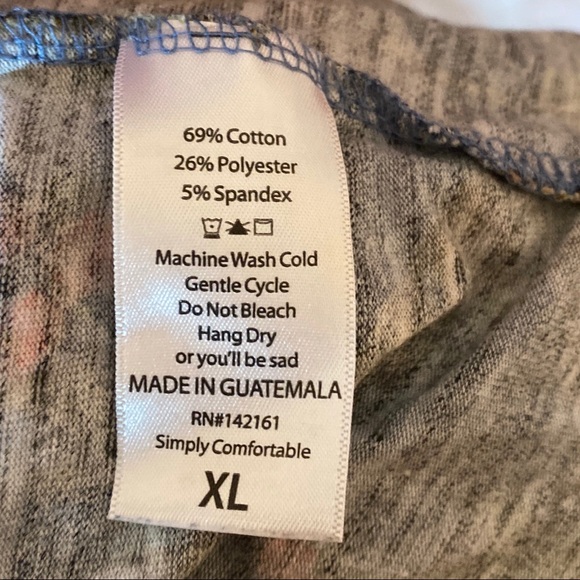 69% Cotton
26% Polyester
5% Spandex
Machine Wash Cold
Gentle Cycle
Do Not Bleach
Hang Dry
or you'll be sad
MADE IN GUATEMALA
RN#142161
Simply Comfortable
XL